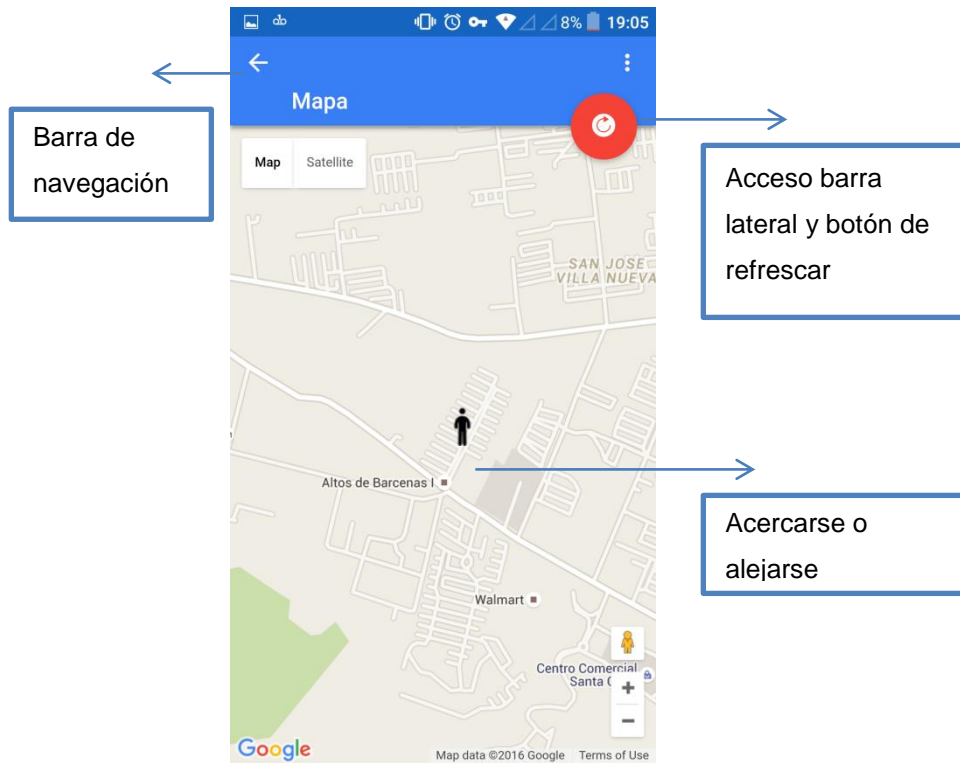 8% 19:05
Mapa
Barra de
navegación
Map Satellite
Acceso barra
lateral y botón de
refrescar
SAN JOSE
VILLA NUEVA
Altos de Barcenas I
Acercarse o
alejarse
Walmart
Centro Comercial
Santa
Google
Map data ©2016 Google Terms of Use